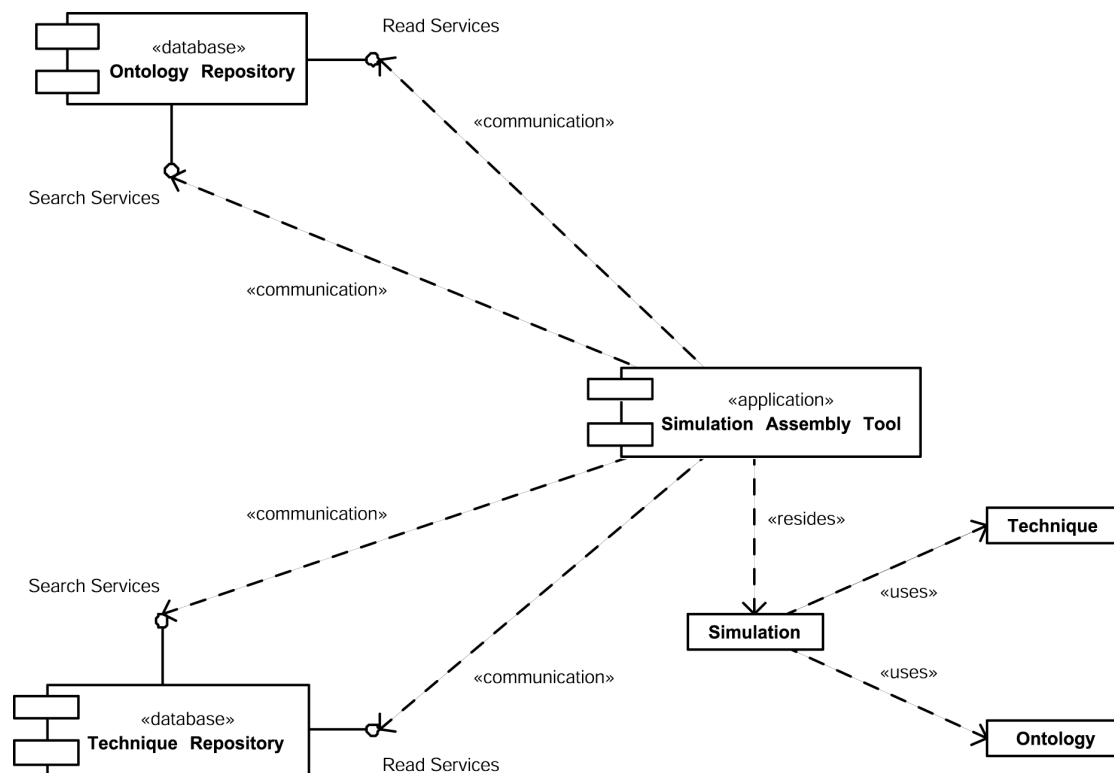 Read Services
«database»
Ontology Repository
«communication»
Search Services
«communication»
«application»
Simulation Assembly Tool
«communication»
«resides»
Technique
Search Services
«uses»
Simulation
«communication»
«uses»
«database»
Technique Repository
Ontology
Read Services